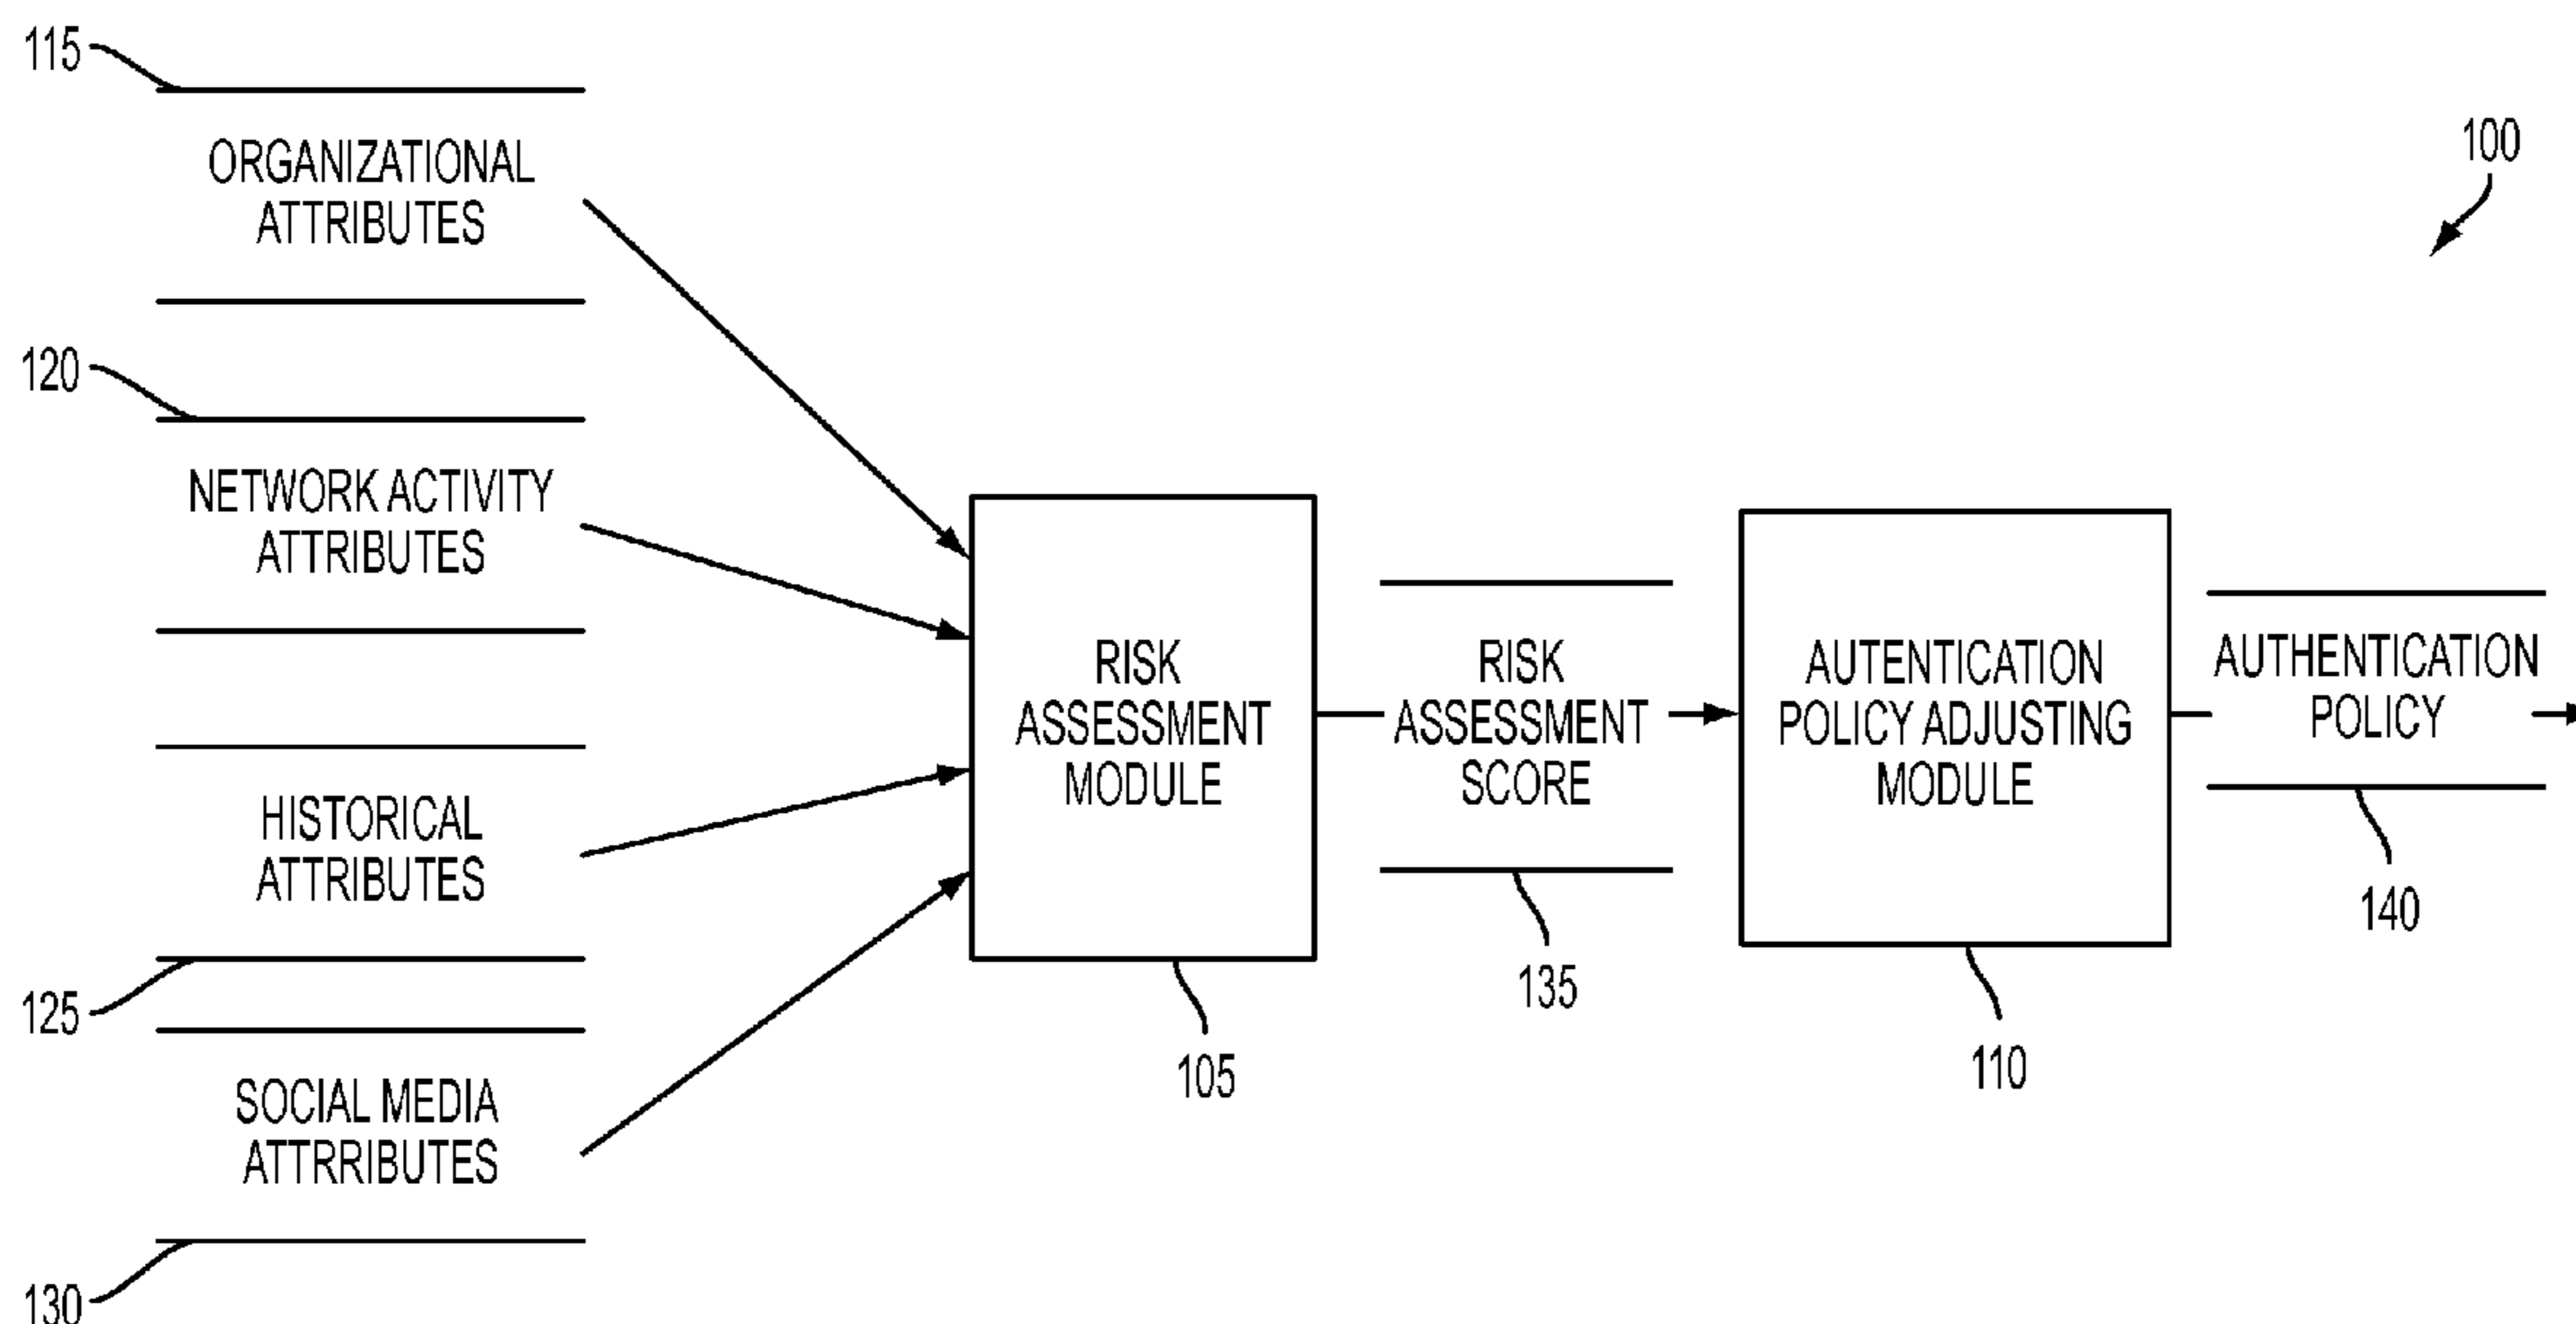 115
ORGANIZATIONAL
ATTRIBUTES
100
120
NETWORK ACTIVITY
ATTRIBUTES
HISTORICAL
ATTRIBUTES
125
SOCIAL MEDIA
ATTRRIBUTES
130
RISK
ASSESSMENT
MODULE
105
RISK
ASSESSMENT
SCORE
135
AUTENTICATION
POLICY ADJUSTING
MODULE
110
AUTHENTICATION
POLICY
140